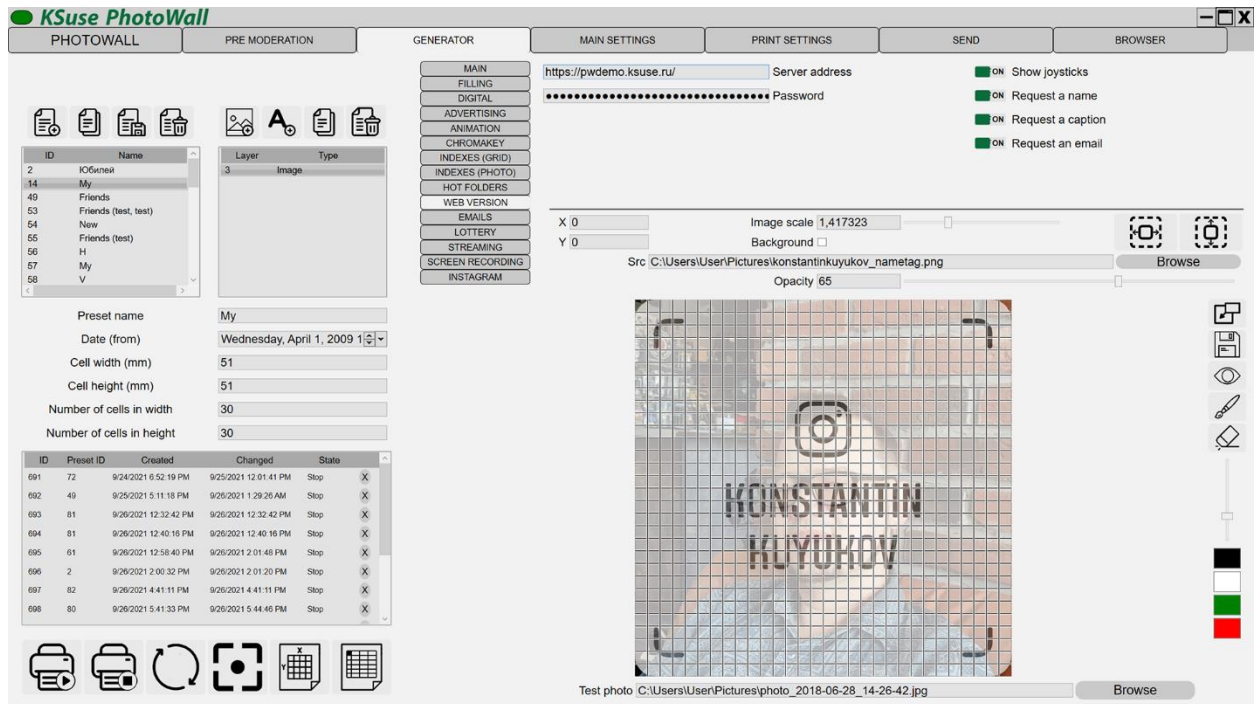 KSuse PhotoWall
PHOTOWALL PRE MODERATION GENERATOR MAIN SETTINGS PRINT SETTINGS SEND BROWSER
MAIN
FILLING
DIGITAL
ADVERTISING
ANIMATION
CHROMAKEY
INDEXES (GRID)
INDEXES (PHOTO)
HOT FOLDERS
WEB VERSION
EMAILS
LOTTERY
STREAMING
SCREEN RECORDING
INSTAGRAM
https://pwdemo.ksuse.ru/ Server address
Password
ON Show joysticks
ON Request a name
ON Request a caption
ON Request an email
ID Name
2 Юбилей
14 My
49 Friends
53 Friends (test, test)
54 New
55 Friends (test)
56 H
57 My
58 V
Layer Type
3 Image
X 0 Image scale 1,417323
Y 0 Background
Src C:\Users\User\Pictures\konstantinkuyukov_nametag.png Browse
Opacity 65
Preset name My
Date (from) Wednesday, April 1, 2009 1
Cell width (mm) 51
Cell height (mm) 51
Number of cells in width 30
Number of cells in height 30
ID Preset ID Created Changed State
691 72 9/24/2021 6:52:19 PM 9/25/2021 12:01:41 PM Stop X
692 49 9/25/2021 5:11:18 PM 9/26/2021 1:29:26 AM Stop X
693 81 9/26/2021 12:32:42 PM 9/26/2021 12:32:42 PM Stop X
694 81 9/26/2021 12:40:16 PM 9/26/2021 12:40:16 PM Stop X
695 61 9/26/2021 12:58:40 PM 9/26/2021 2:01:48 PM Stop X
696 2 9/26/2021 2:00:32 PM 9/26/2021 2:01:20 PM Stop X
697 82 9/26/2021 4:41:11 PM 9/26/2021 4:41:11 PM Stop X
698 80 9/26/2021 5:41:33 PM 9/26/2021 5:44:46 PM Stop X
KONSTANTIN
KUYUKOV
Test photo C:\Users\User\Pictures\photo_2018-06-28_14-26-42.jpg Browse